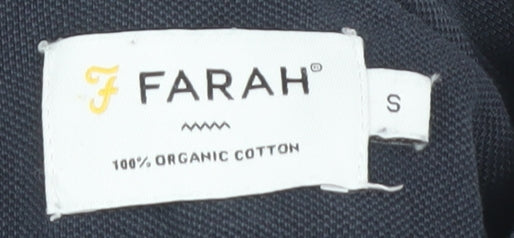 F FARAH®
S
100% ORGANIC COTTON